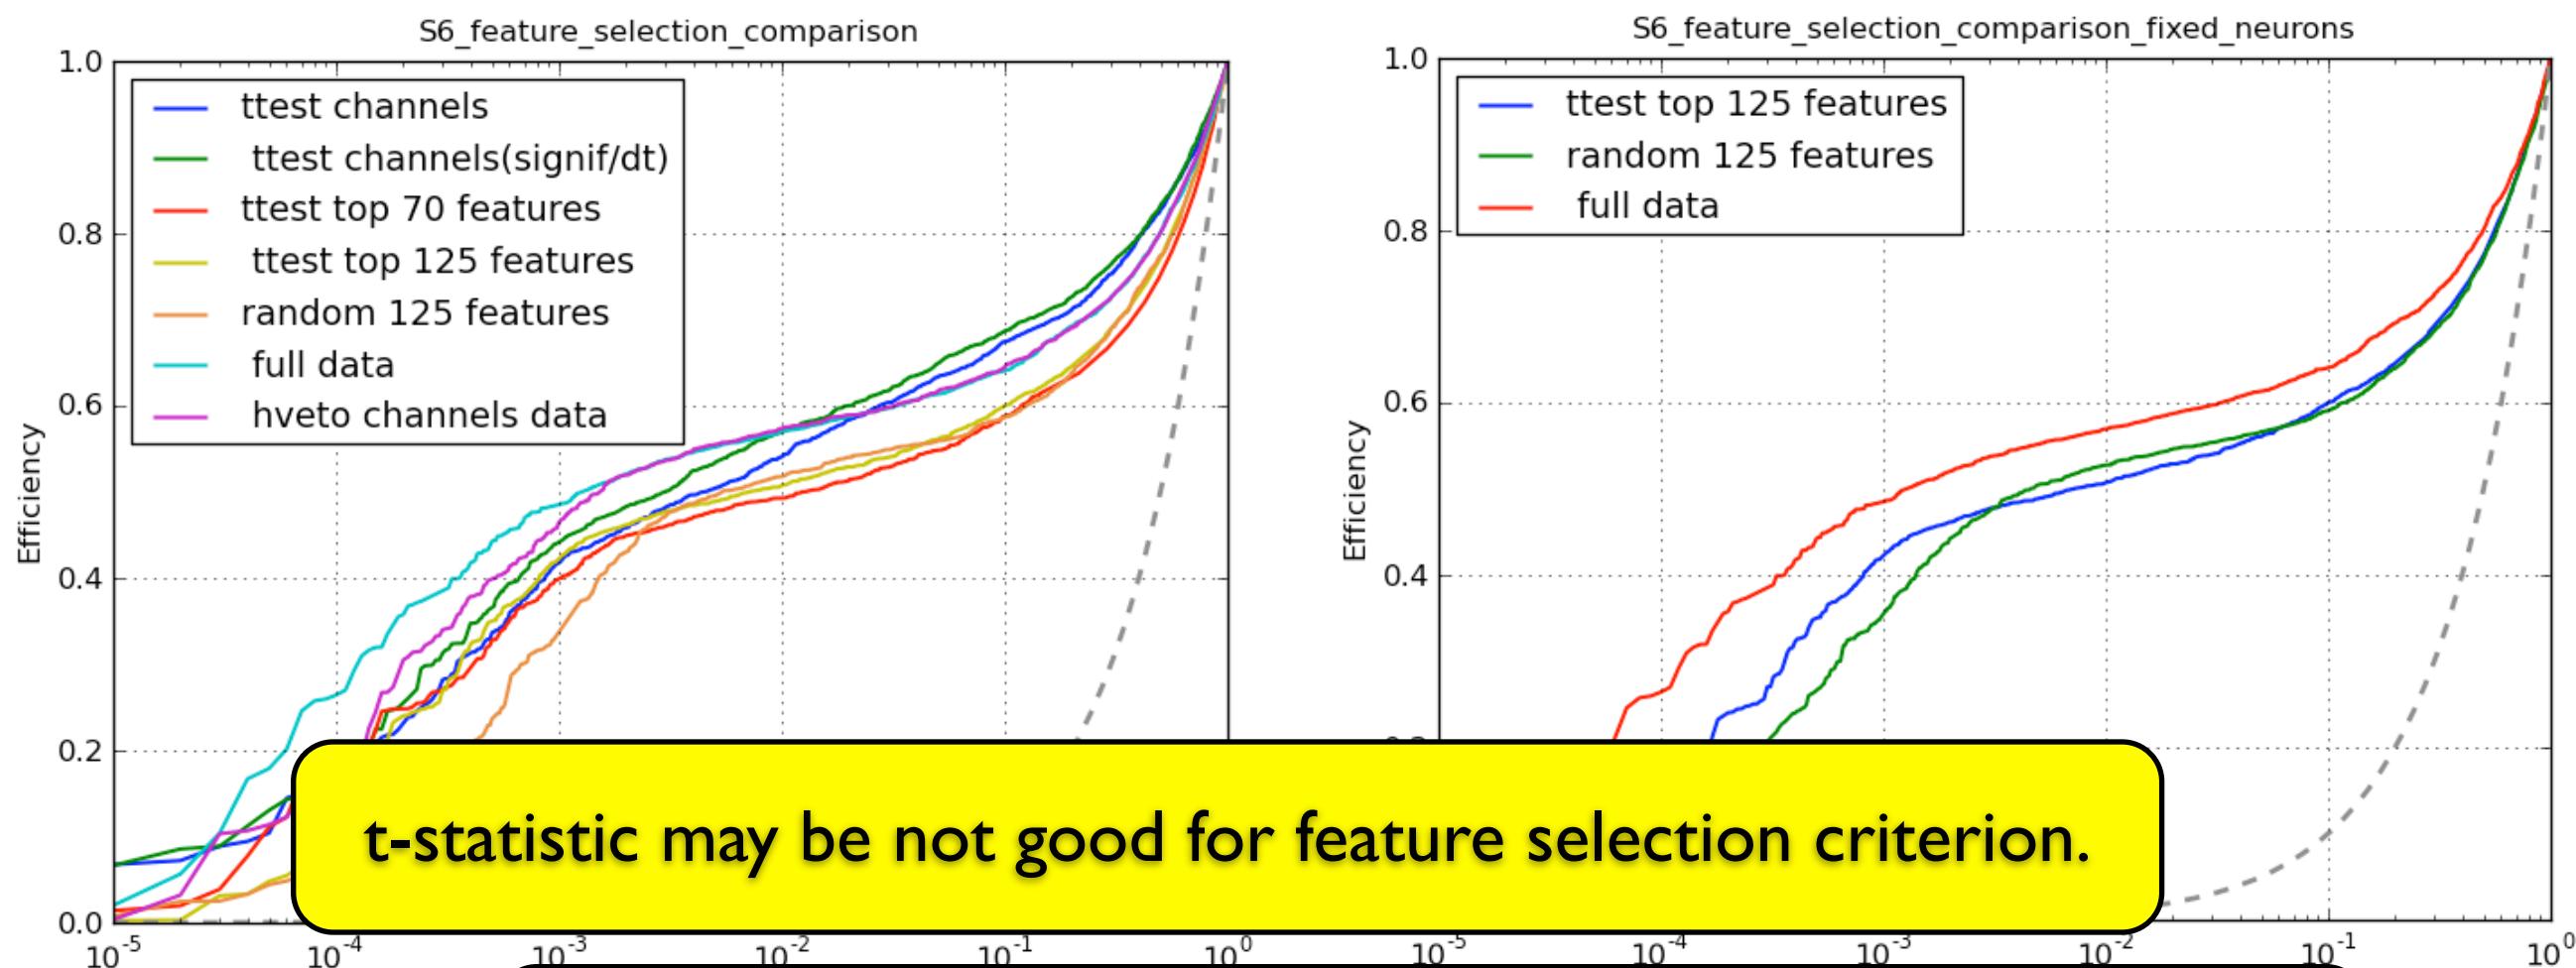 S6_feature_selection_comparison
1.0
0.8
0.6
0.4
0.2
0.0
Efficiency
ttest channels
ttest channels(signif/dt)
ttest top 70 features
ttest top 125 features
random 125 features
full data
hveto channels data
10^-5 10^-4 10^-3 10^-2 10^-1 10^0
S6_feature_selection_comparison_fixed_neurons
1.0
0.8
0.6
0.4
Efficiency
ttest top 125 features
random 125 features
full data
10^-5 10^-4 10^-3 10^-2 10^-1 10^0
t-statistic may be not good for feature selection criterion.